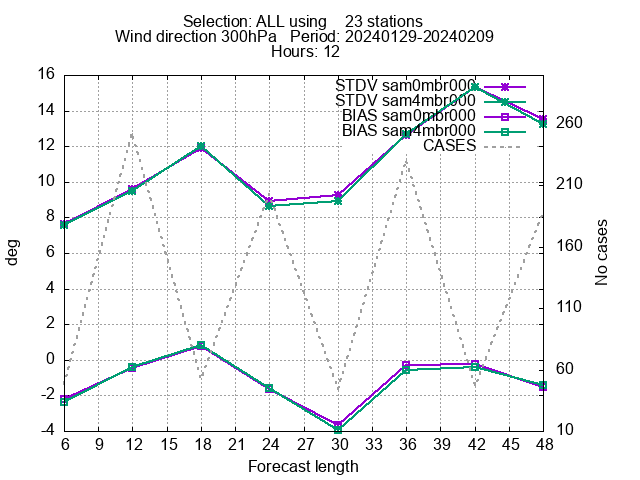 Selection: ALL using    23 stations
Wind direction 300hPa   Period: 20240129-20240209
Hours: 12
STDV sam0mbr000
STDV sam4mbr000
BIAS sam0mbr000
BIAS sam4mbr000
CASES
16
14
12
10
8
6
4
2
0
-2
-4
deg
260
210
160
110
60
10
No cases
6 9 12 15 18 21 24 27 30 33 36 39 42 45 48
Forecast length